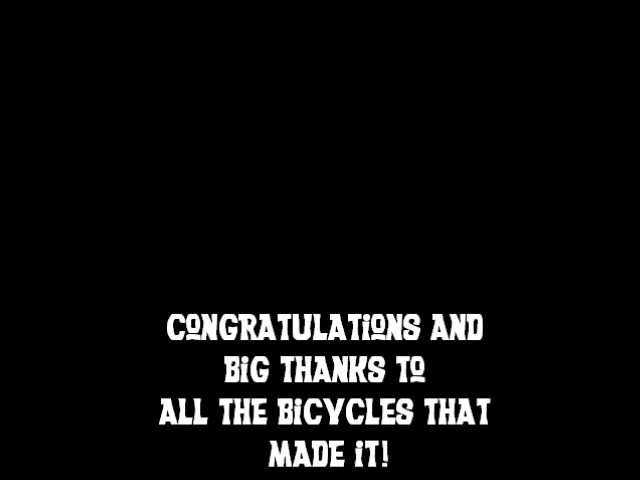 CONGRATULATIONS AND
BIG THANKS TO
ALL THE BICYCLES THAT
MADE IT!